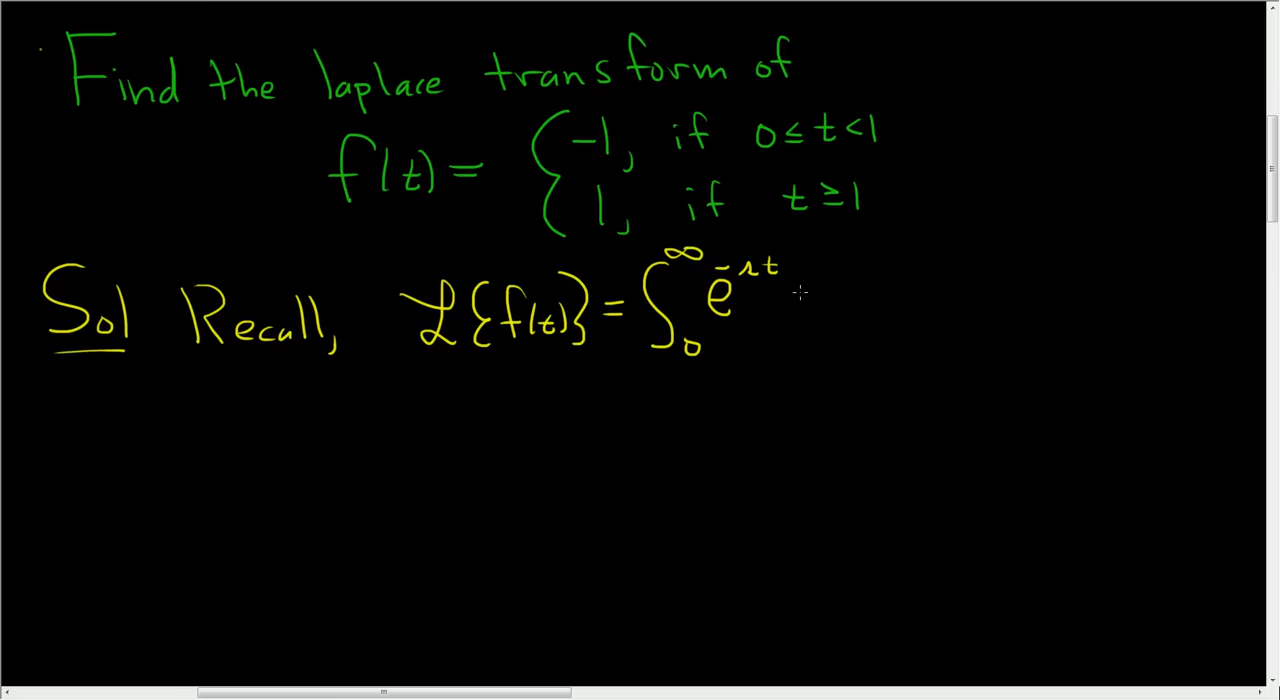 Find the laplace transform of
f(t) = { -1, if 0 ≤ t < 1
1, if t ≥ 1
Sol Recall, ℒ{f(t)} = ∫₀^∞ e^-st